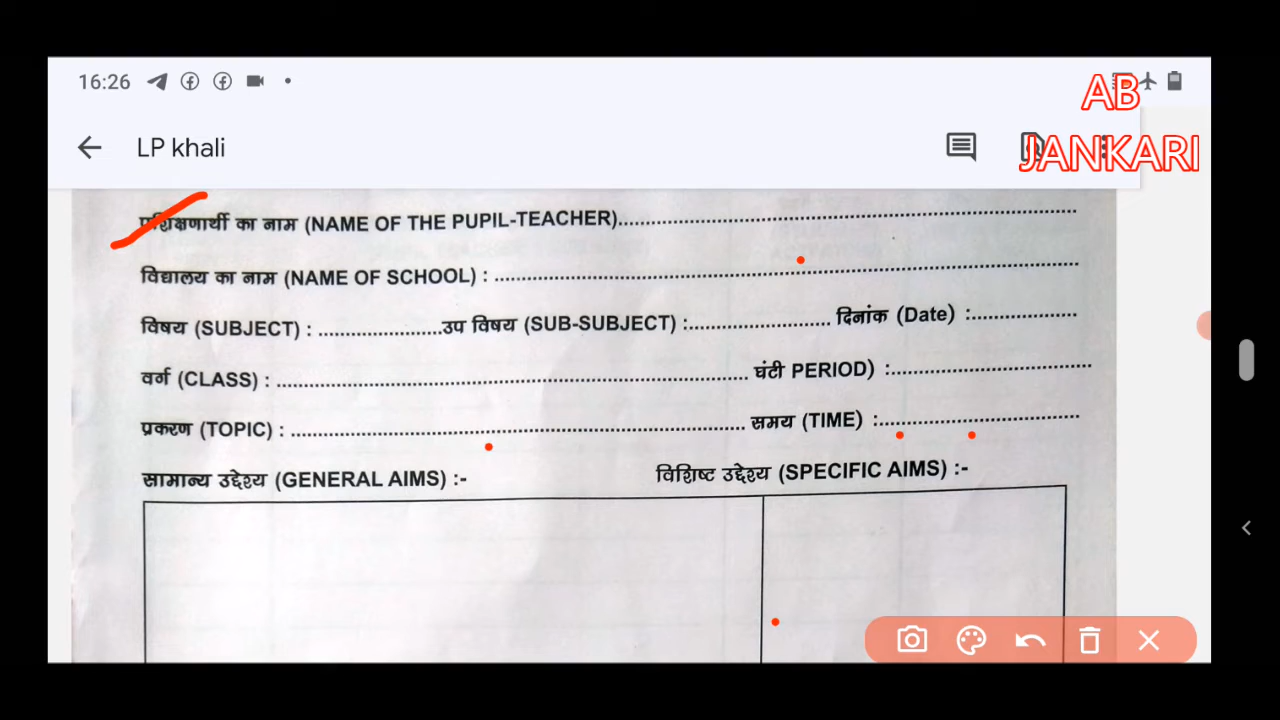 16:26
AB
LP khali
JANKARI
प्रशिक्षणार्थी का नाम (NAME OF THE PUPIL-TEACHER)........................
विद्यालय का नाम (NAME OF SCHOOL) : ........................
विषय (SUBJECT) : ........................उप विषय (SUB-SUBJECT) :........................ दिनांक (Date) :........................
वर्ग (CLASS) : ........................ घंटी PERIOD) :........................
प्रकरण (TOPIC) : ........................ समय (TIME) :........................
सामान्य उद्देश्य (GENERAL AIMS) :- विशिष्ट उद्देश्य (SPECIFIC AIMS) :-